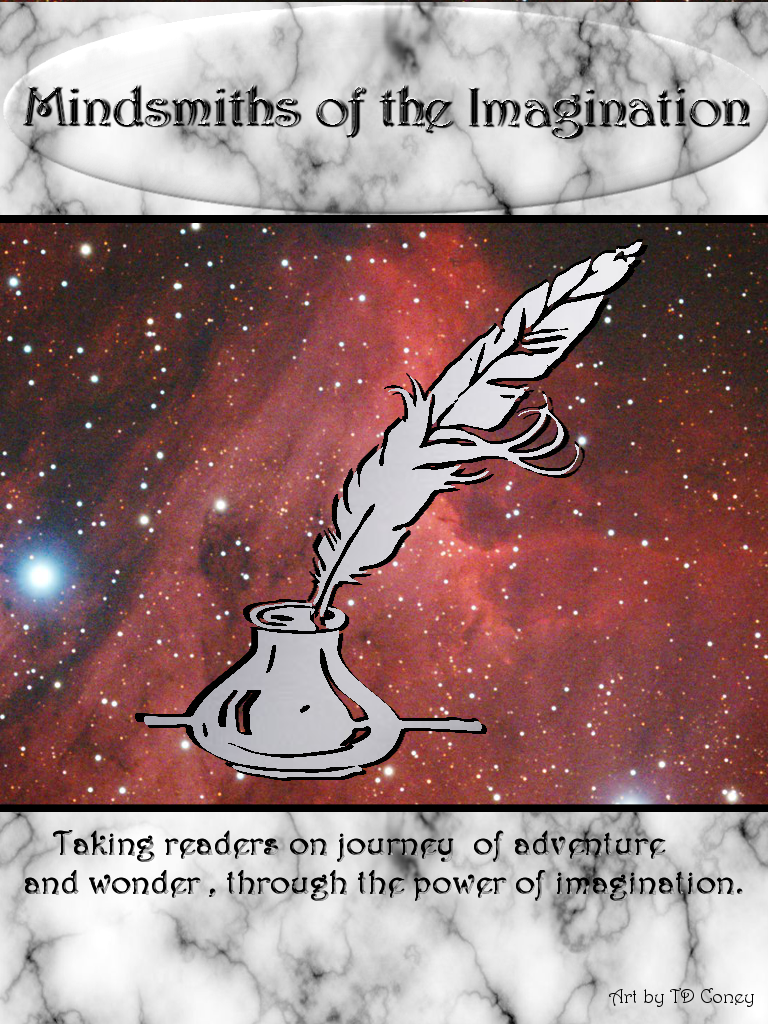 Mindsmiths of the Imagination
Taking readers on journey of adventure
and wonder , through the power of imagination.
Art by TD Coney